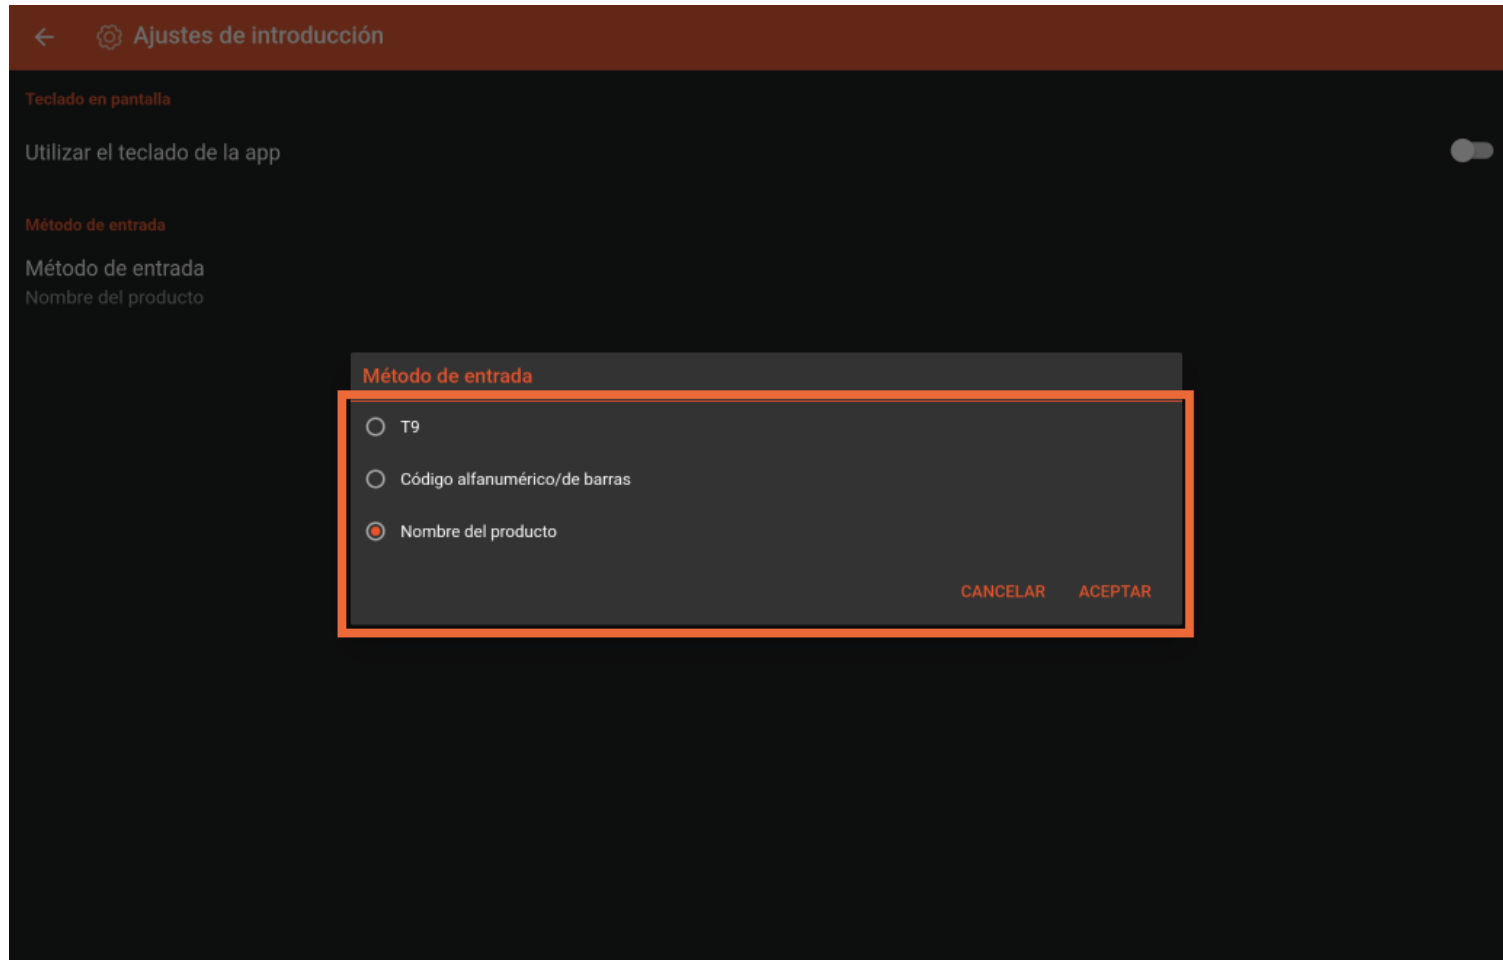 Ajustes de introducción
Teclado en pantalla
Utilizar el teclado de la app
Método de entrada
Método de entrada
Nombre del producto
Método de entrada
T9
Código alfanumérico/de barras
Nombre del producto
CANCELAR ACEPTAR